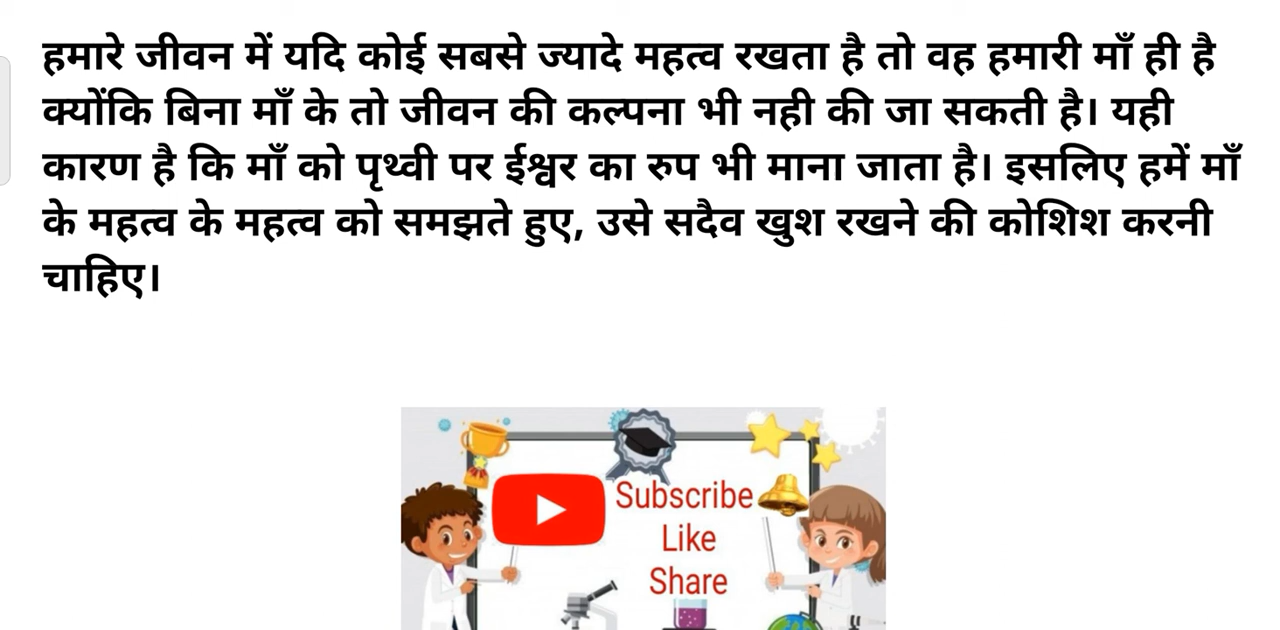 हमारे जीवन में यदि कोई सबसे ज्यादे महत्व रखता है तो वह हमारी माँ ही है
क्योंकि बिना माँ के तो जीवन की कल्पना भी नही की जा सकती है। यही
कारण है कि माँ को पृथ्वी पर ईश्वर का रुप भी माना जाता है। इसलिए हमें माँ
के महत्व के महत्व को समझते हुए, उसे सदैव खुश रखने की कोशिश करनी
चाहिए।
Subscribe
Like
Share